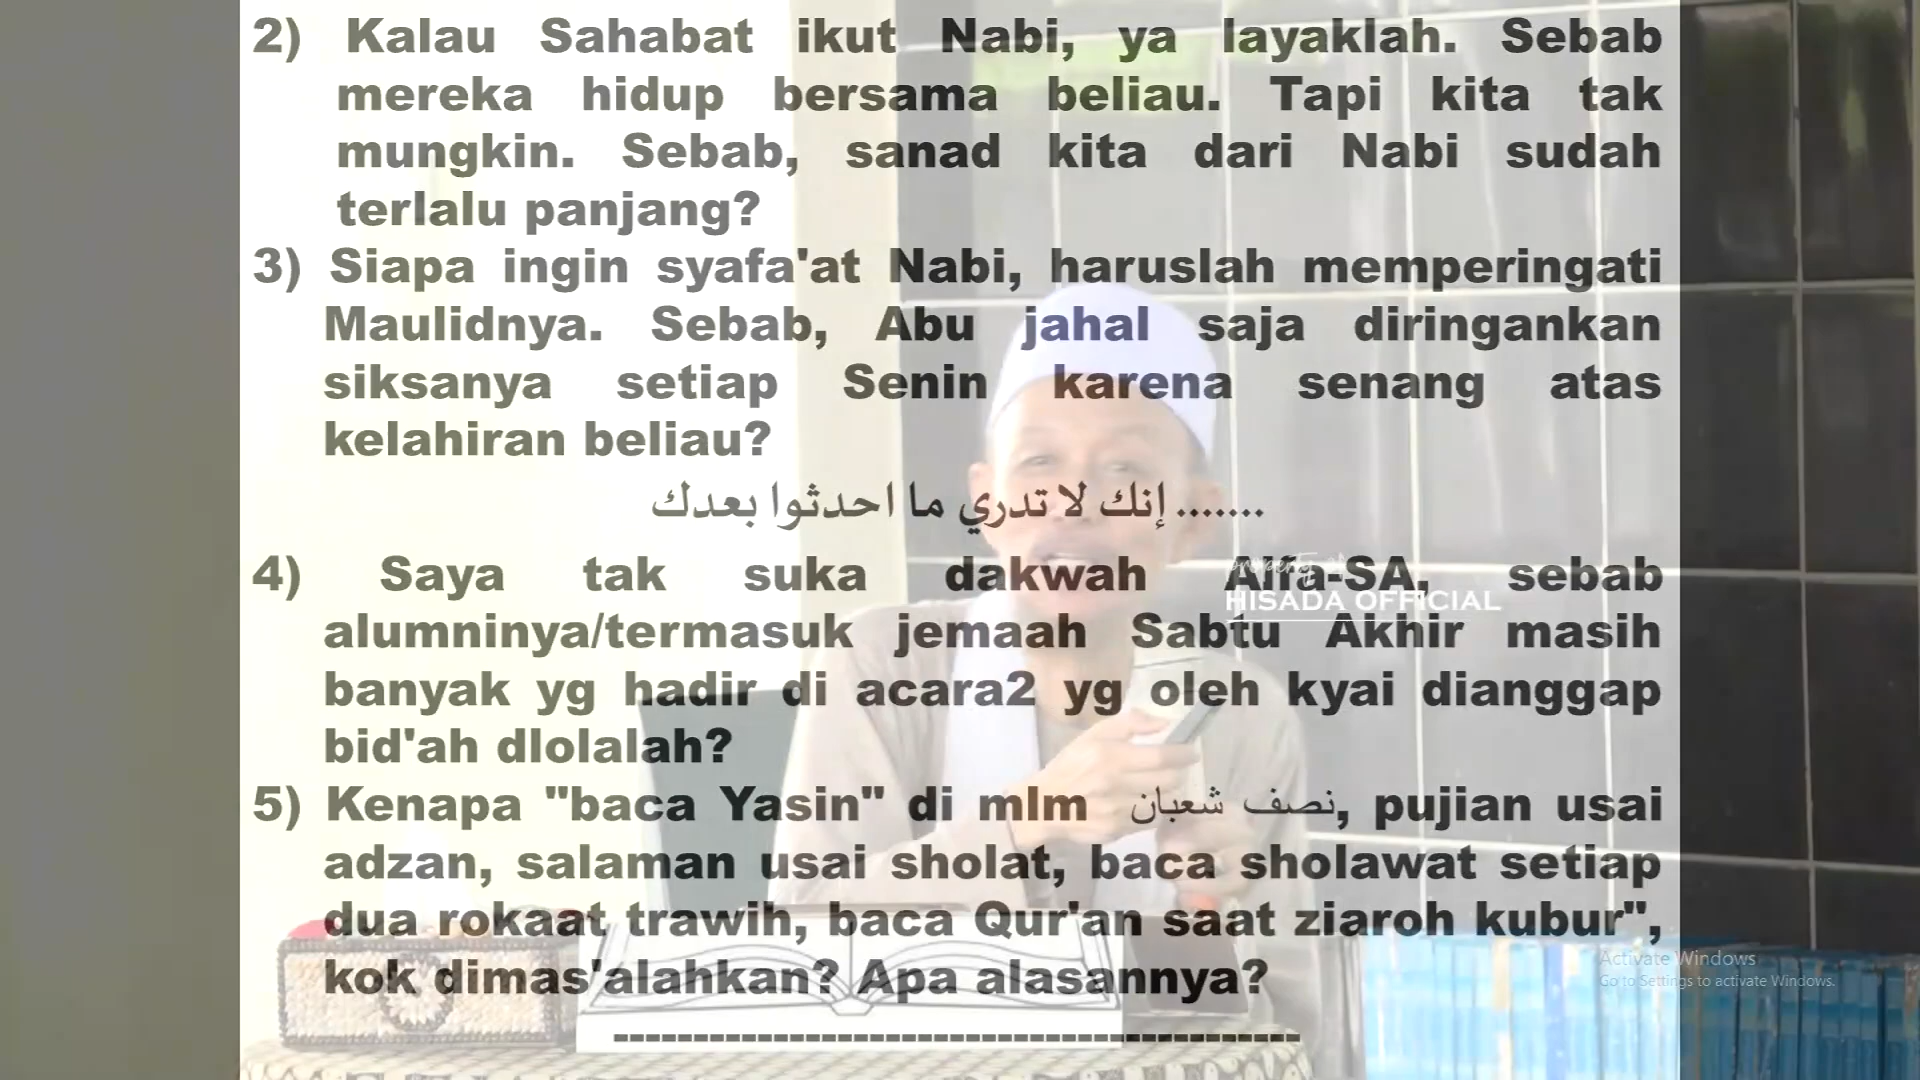 2) Kalau Sahabat ikut Nabi, ya layaklah. Sebab
mereka hidup bersama beliau. Tapi kita tak
mungkin. Sebab, sanad kita dari Nabi sudah
terlalu panjang?
3) Siapa ingin syafa'at Nabi, haruslah memperingati
Maulidnya. Sebab, Abu jahal saja diringankan
siksanya setiap Senin karena senang atas
kelahiran beliau?
....... إنك لا تدري ما احدثوا بعدك
4) Saya tak suka dakwah Alfa-SA, sebab
property of
HISADA OFFICIAL
alumninya/termasuk jemaah Sabtu Akhir masih
banyak yg hadir di acara2 yg oleh kyai dianggap
bid'ah dlolalah?
5) Kenapa "baca Yasin" di mlm نصف شعبان, pujian usai
adzan, salaman usai sholat, baca sholawat setiap
dua rokaat trawih, baca Qur'an saat ziaroh kubur",
kok dimas'alahkan? Apa alasannya?
Activate Windows
Go to Settings to activate Windows.
-------------------------------------------